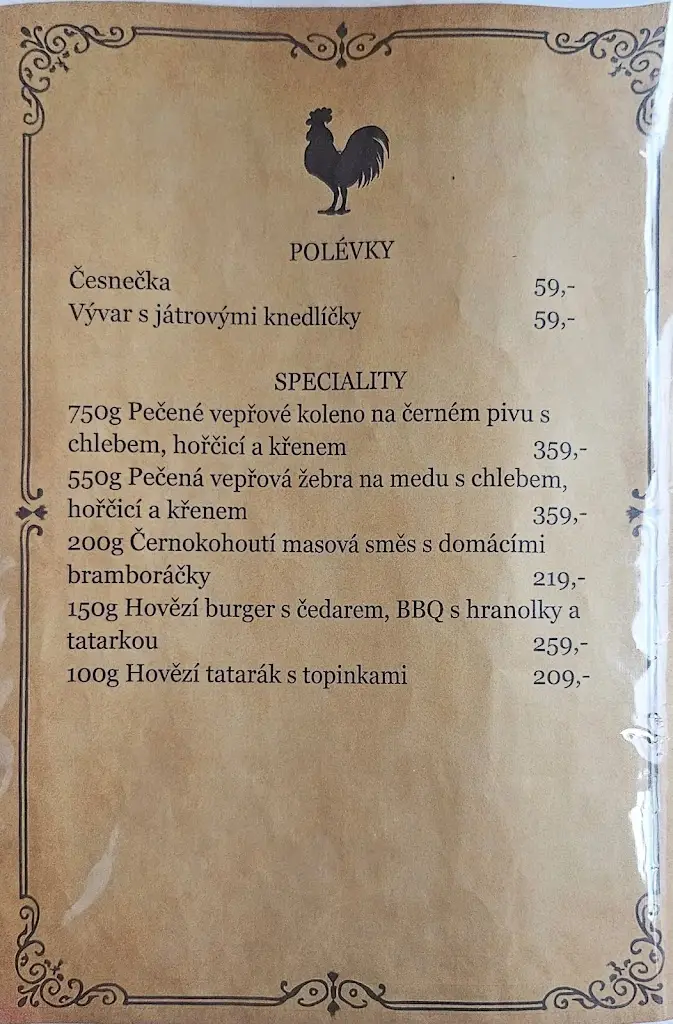 POLÉVKY
Česnečka 59,-
Vývar s játrovými knedlíčky 59,-
SPECIALITY
750g Pečené vepřové koleno na černém pivu s
chlebem, hořčicí a křenem 359,-
550g Pečená vepřová žebra na medu s chlebem,
hořčicí a křenem 359,-
200g Černokohoutí masová směs s domácími
bramboráčky 219,-
150g Hovězí burger s čedarem, BBQ s hranolky a
tatarkou 259,-
100g Hovězí tatarák s topinkami 209,-